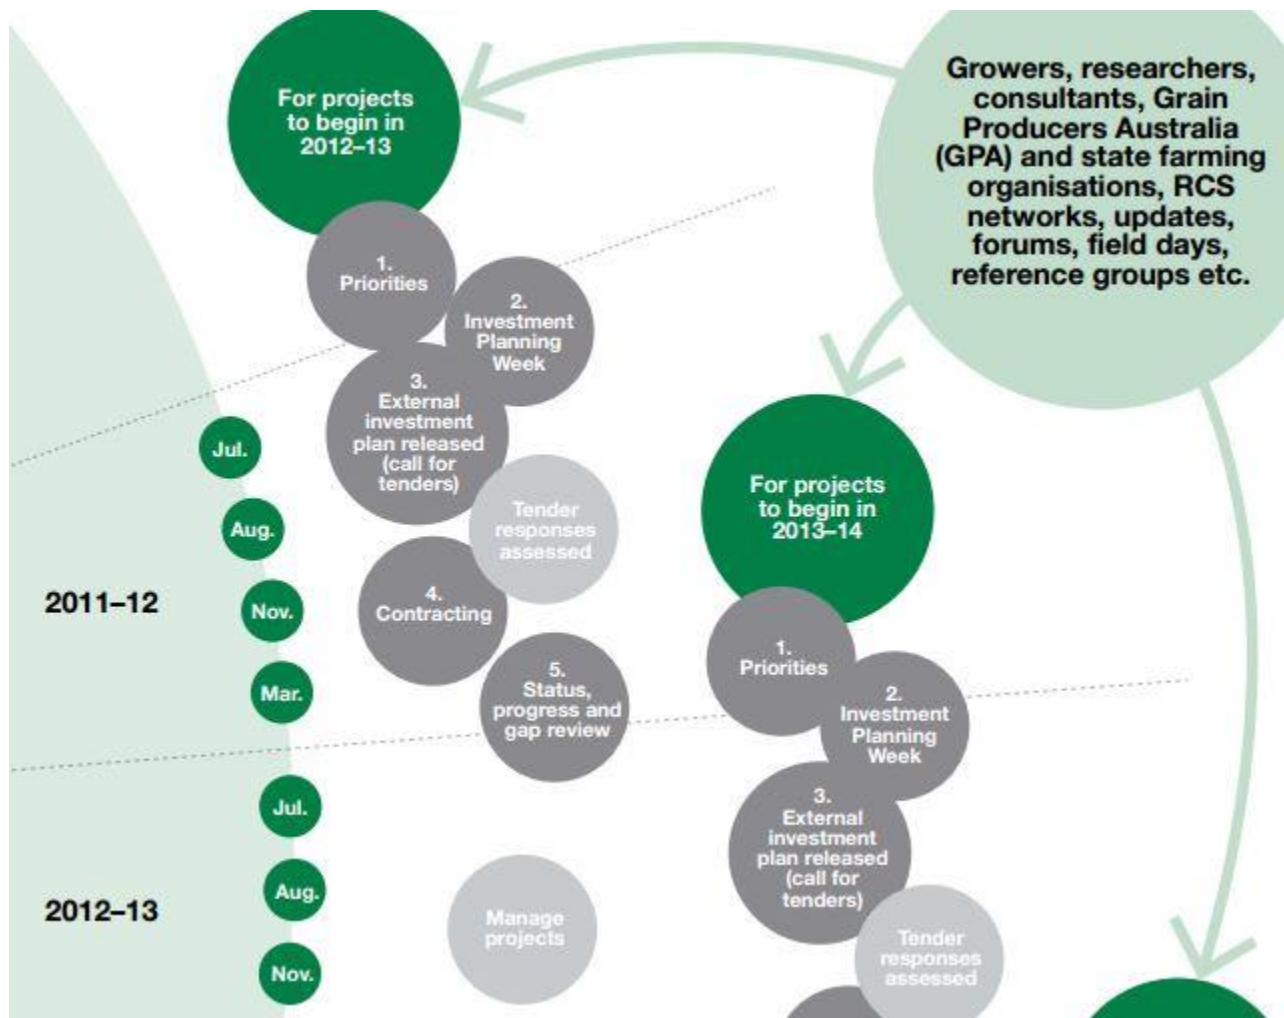 For projects
to begin in
2012–13
Growers, researchers,
consultants, Grain
Producers Australia
(GPA) and state farming
organisations, RCS
networks, updates,
forums, field days,
reference groups etc.
1.
Priorities
2.
Investment
Planning
Week
3.
External
investment
plan released
(call for
tenders)
Tender
responses
assessed
4.
Contracting
5.
Status,
progress and
gap review
2011–12
Jul.
Aug.
Nov.
Mar.
For projects
to begin in
2013–14
1.
Priorities
2.
Investment
Planning
Week
3.
External
investment
plan released
(call for
tenders)
Tender
responses
assessed
2012–13
Jul.
Aug.
Nov.
Manage
projects